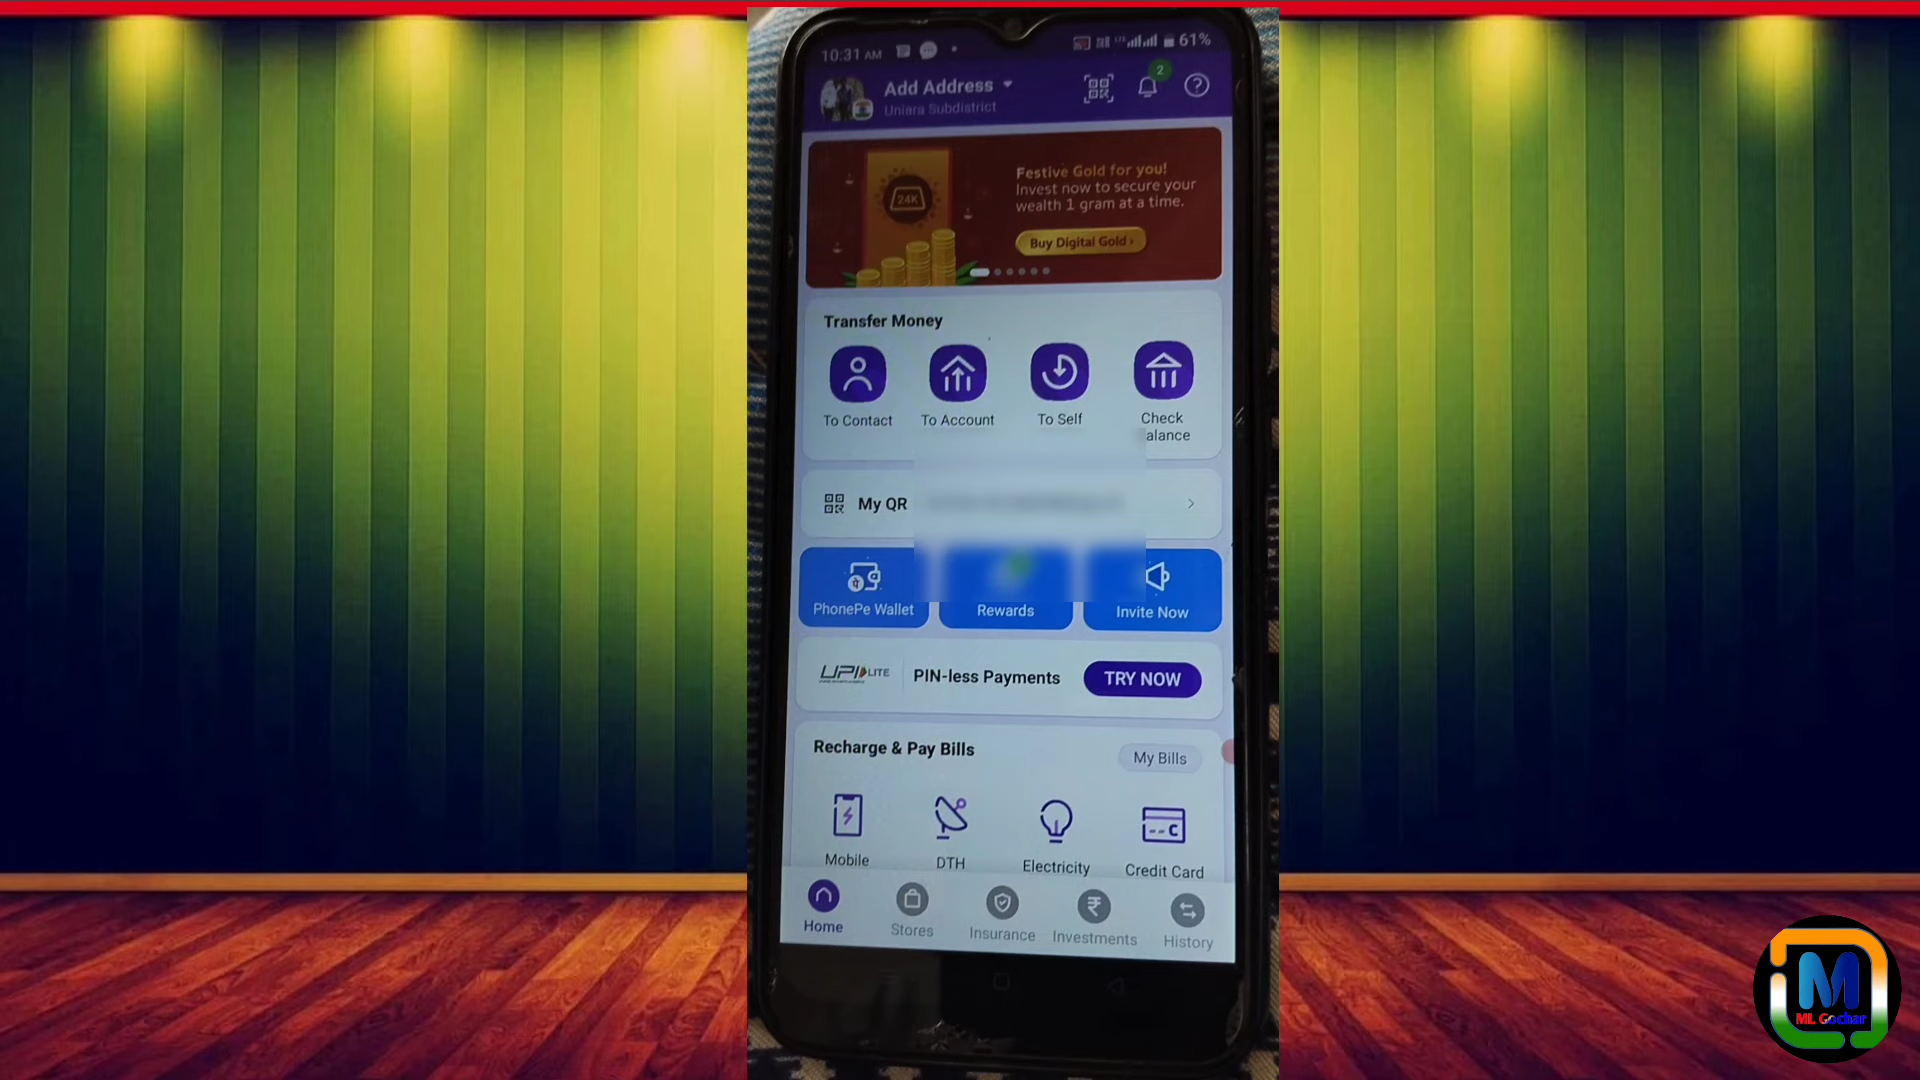 10:31 AM
61%
Add Address
Uniara Subdistrict
2
Festive Gold for you!
Invest now to secure your
wealth 1 gram at a time.
24K
Buy Digital Gold ›
Transfer Money
To Contact
To Account
To Self
Check
alance
My QR
PhonePe Wallet
Rewards
Invite Now
UPI LITE
PIN-less Payments
TRY NOW
Recharge & Pay Bills
My Bills
Mobile
DTH
Electricity
Credit Card
Home
Stores
Insurance
Investments
History
M
ML Gochar